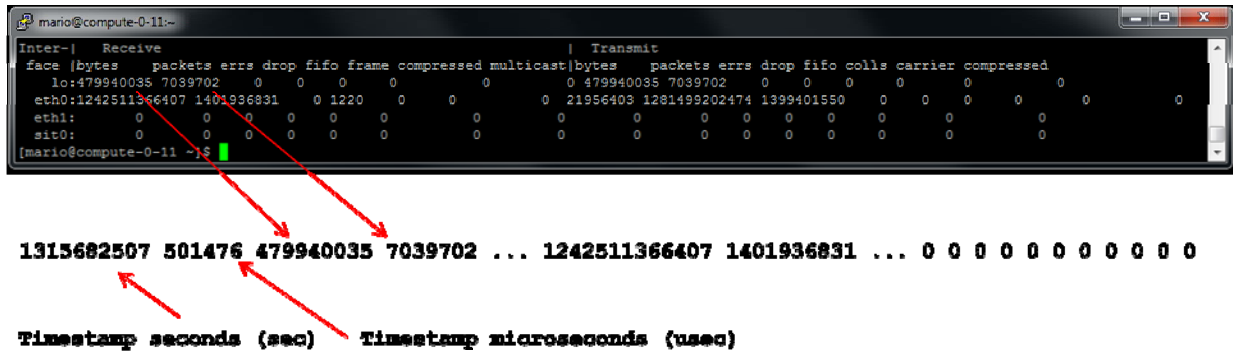 mario@compute-0-11:~
Inter-| Receive | Transmit
face |bytes packets errs drop fifo frame compressed multicast|bytes packets errs drop fifo colls carrier compressed
lo:479940035 7039702 0 0 0 0 0 0 479940035 7039702 0 0 0 0 0 0
eth0:1242511366407 1401936831 0 1220 0 0 0 21956403 1281499202474 1399401550 0 0 0 0 0 0
eth1: 0 0 0 0 0 0 0 0 0 0 0 0 0 0 0 0
sit0: 0 0 0 0 0 0 0 0 0 0 0 0 0 0 0 0
[mario@compute-0-11 ~]$
1315682507 501476 479940035 7039702 ... 1242511366407 1401936831 ... 0 0 0 0 0 0 0 0 0 0 0
Timestamp seconds (sec) Timestamp microseconds (usec)